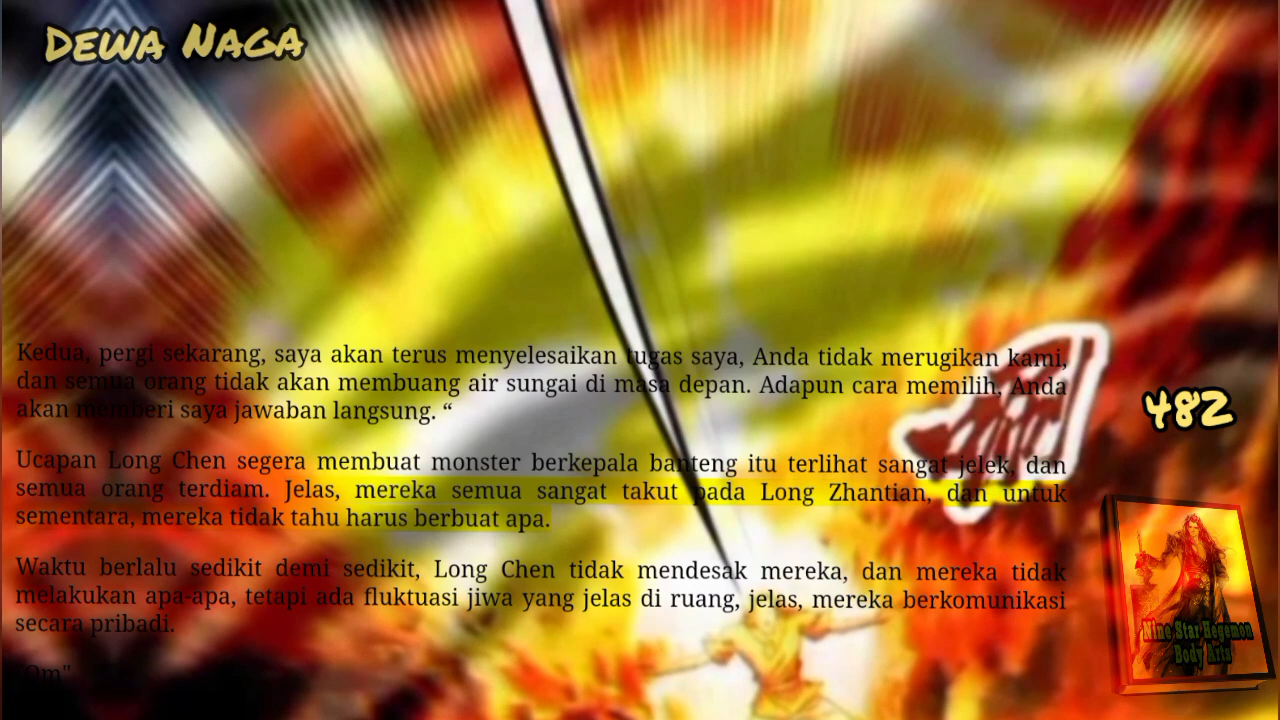 Dewa Naga
Kedua, pergi sekarang, saya akan terus menyelesaikan tugas saya, Anda tidak merugikan kami,
dan semua orang tidak akan membuang air sungai di masa depan. Adapun cara memilih, Anda
akan memberi saya jawaban langsung. “
Ucapan Long Chen segera membuat monster berkepala banteng itu terlihat sangat jelek, dan
semua orang terdiam. Jelas, mereka semua sangat takut pada Long Zhantian, dan untuk
sementara, mereka tidak tahu harus berbuat apa.
Waktu berlalu sedikit demi sedikit, Long Chen tidak mendesak mereka, dan mereka tidak
melakukan apa-apa, tetapi ada fluktuasi jiwa yang jelas di ruang, jelas, mereka berkomunikasi
secara pribadi.
"Om"
482
Nine Star Hegemon
Body Arts